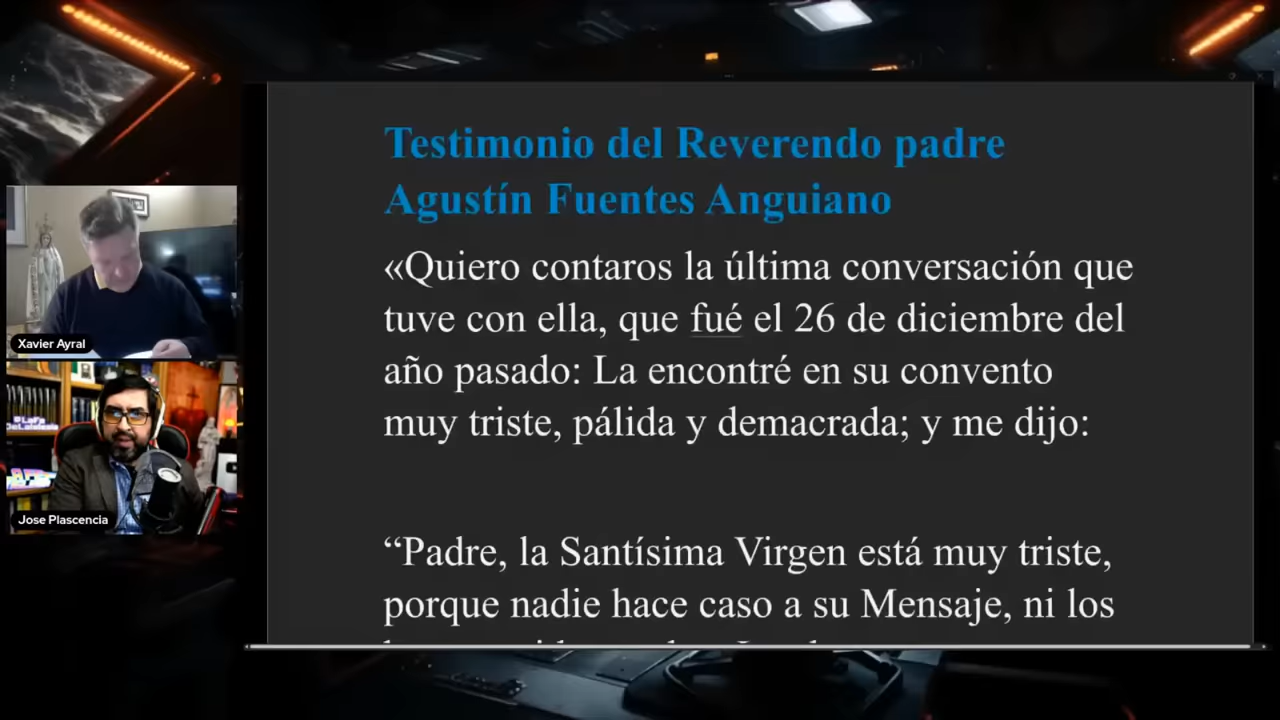 Testimonio del Reverendo padre
Agustín Fuentes Anguiano
«Quiero contaros la última conversación que
tuve con ella, que fué el 26 de diciembre del
año pasado: La encontré en su convento
muy triste, pálida y demacrada; y me dijo:
“Padre, la Santísima Virgen está muy triste,
porque nadie hace caso a su Mensaje, ni los
Xavier Ayral
Jose Plascencia